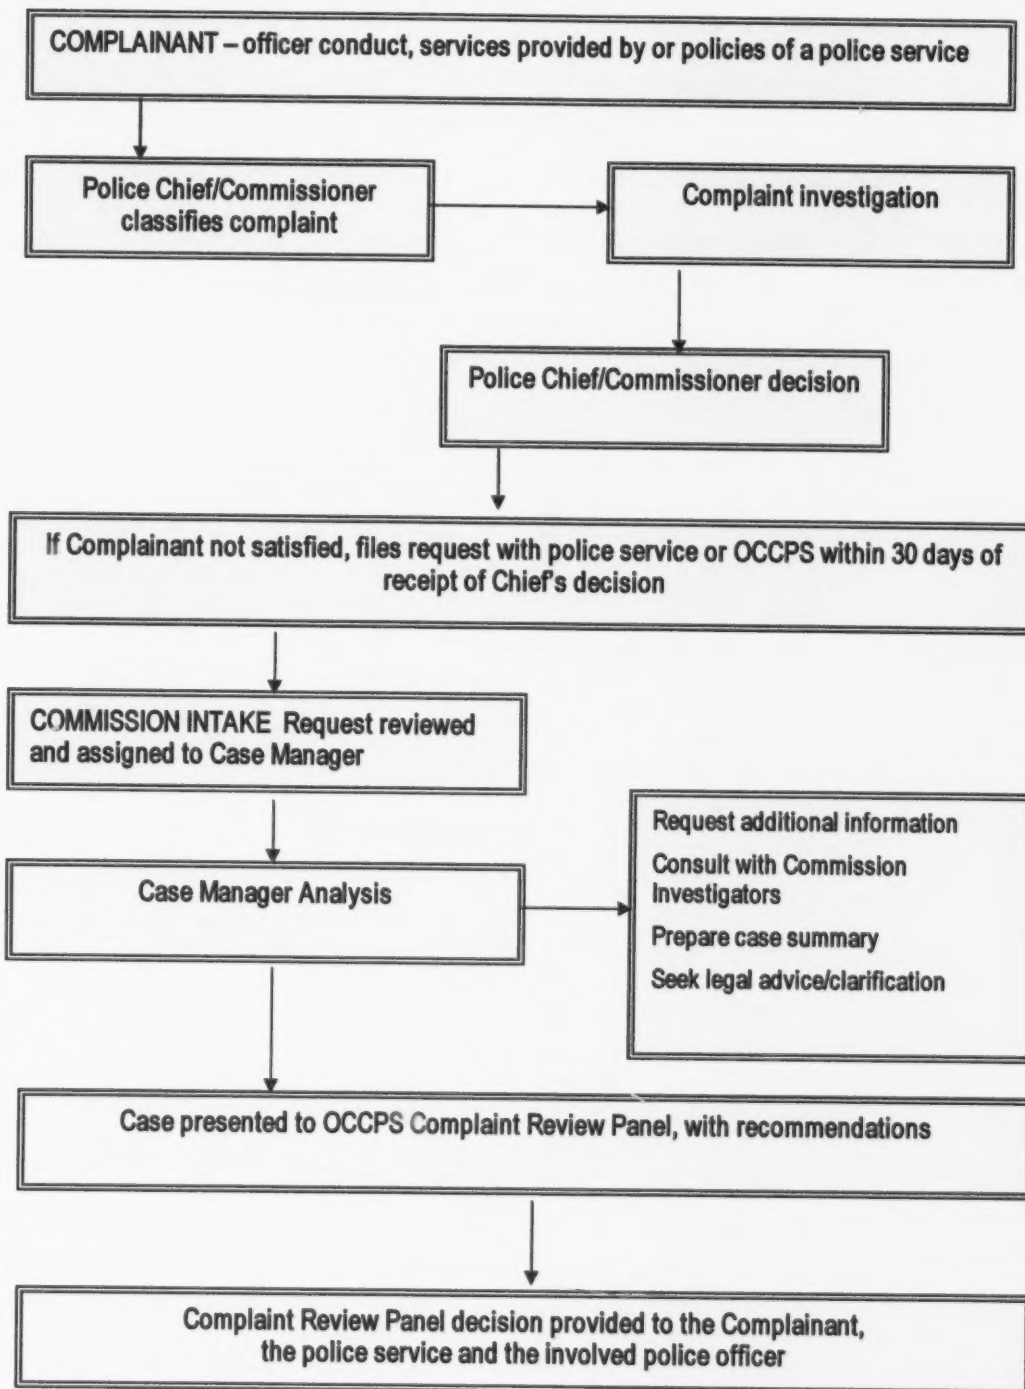 COMPLAINANT – officer conduct, services provided by or policies of a police service
Police Chief/Commissioner
classifies complaint
Complaint investigation
Police Chief/Commissioner decision
If Complainant not satisfied, files request with police service or OCCPS within 30 days of
receipt of Chief's decision
COMMISSION INTAKE Request reviewed
and assigned to Case Manager
Case Manager Analysis
Request additional information
Consult with Commission
Investigators
Prepare case summary
Seek legal advice/clarification
Case presented to OCCPS Complaint Review Panel, with recommendations
Complaint Review Panel decision provided to the Complainant,
the police service and the involved police officer